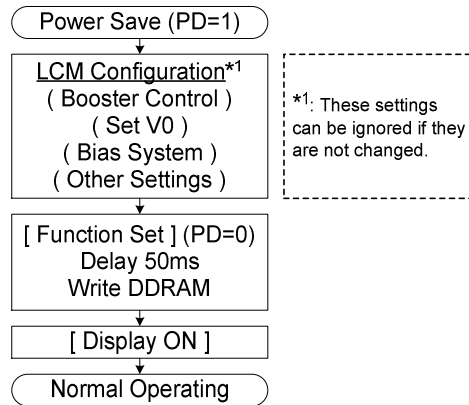 Power Save (PD=1)
LCM Configuration*1
( Booster Control )
( Set V0 )
( Bias System )
( Other Settings )
*1: These settings
can be ignored if they
are not changed.
[ Function Set ] (PD=0)
Delay 50ms
Write DDRAM
[ Display ON ]
Normal Operating